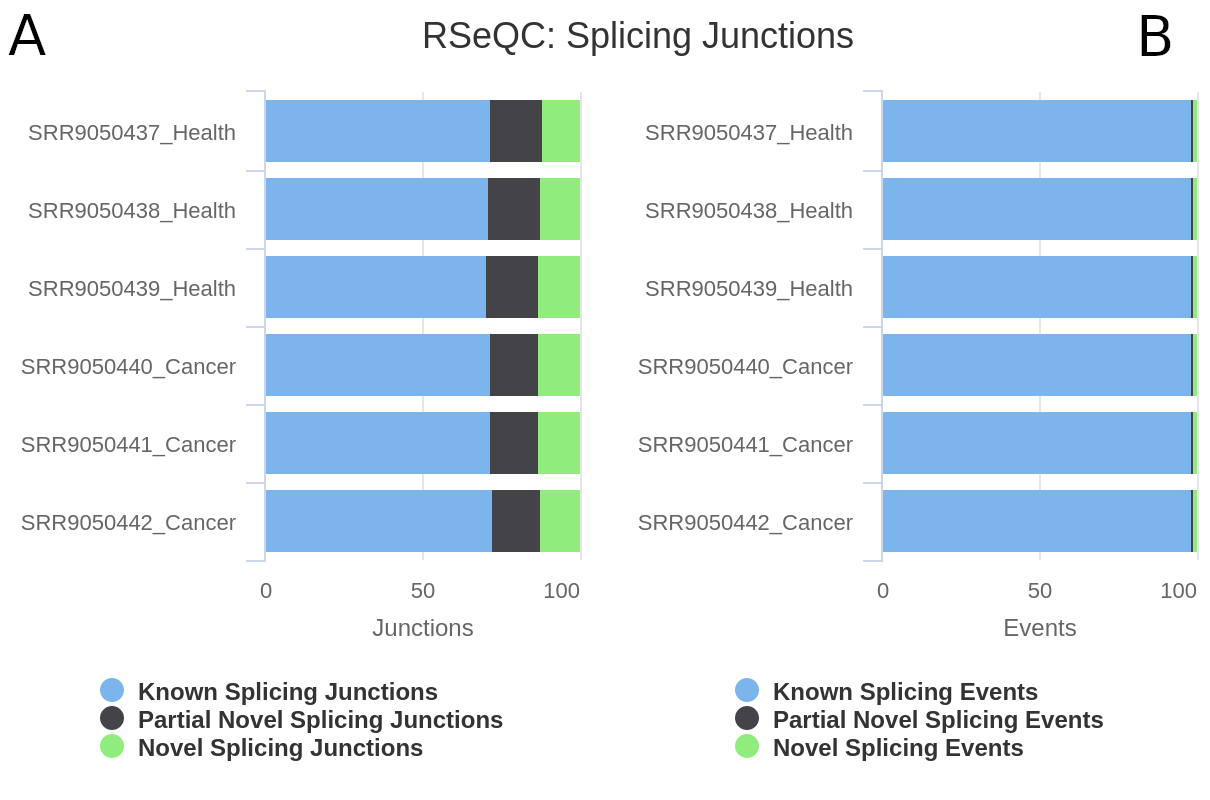 A
RSeQC: Splicing Junctions
B
SRR9050437_Health
SRR9050438_Health
SRR9050439_Health
SRR9050440_Cancer
SRR9050441_Cancer
SRR9050442_Cancer
0 50 100
Junctions
Known Splicing Junctions
Partial Novel Splicing Junctions
Novel Splicing Junctions
SRR9050437_Health
SRR9050438_Health
SRR9050439_Health
SRR9050440_Cancer
SRR9050441_Cancer
SRR9050442_Cancer
0 50 100
Events
Known Splicing Events
Partial Novel Splicing Events
Novel Splicing Events